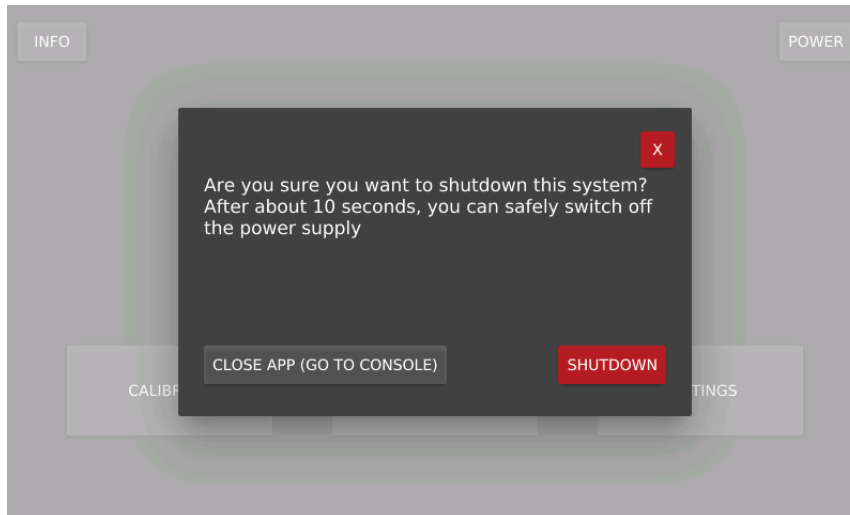 INFO
POWER
X
Are you sure you want to shutdown this system?
After about 10 seconds, you can safely switch off
the power supply
CLOSE APP (GO TO CONSOLE)
SHUTDOWN
CALIBR
TINGS